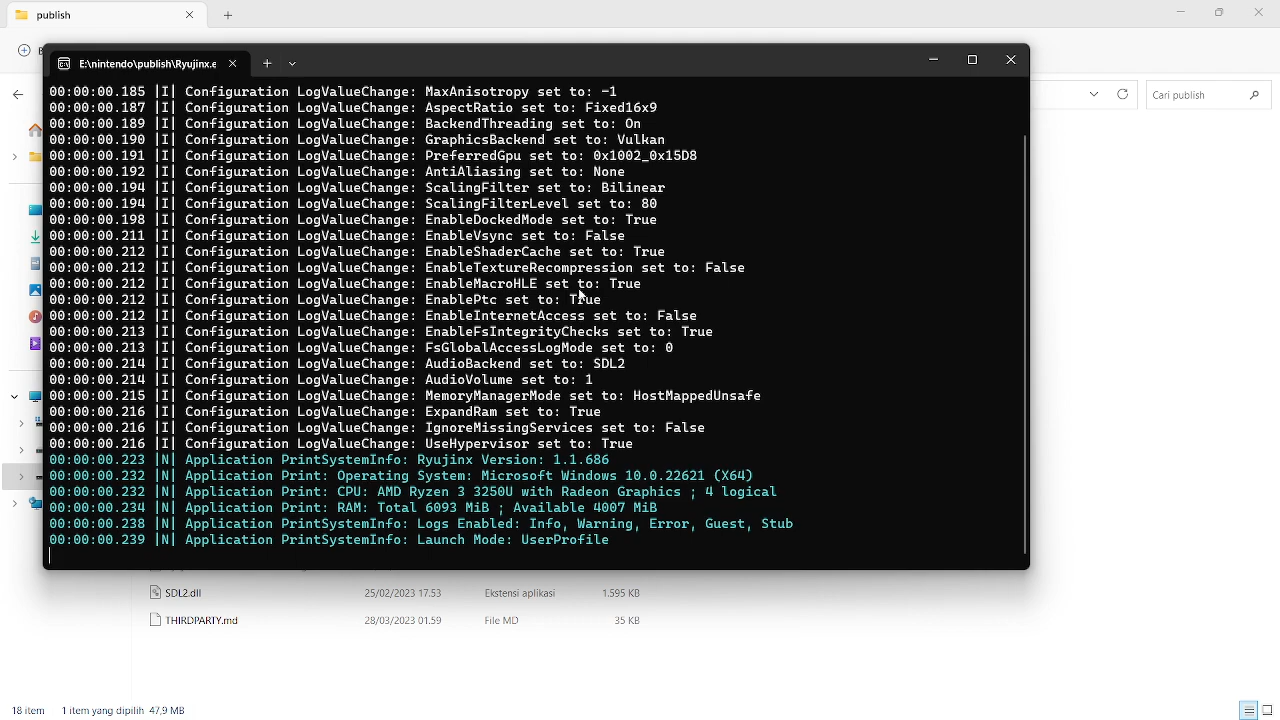 publish
E:\nintendo\publish\Ryujinx.e
00:00:00.185 |I| Configuration LogValueChange: MaxAnisotropy set to: -1
00:00:00.187 |I| Configuration LogValueChange: AspectRatio set to: Fixed16x9
00:00:00.189 |I| Configuration LogValueChange: BackendThreading set to: On
00:00:00.190 |I| Configuration LogValueChange: GraphicsBackend set to: Vulkan
00:00:00.191 |I| Configuration LogValueChange: PreferredGpu set to: 0x1002_0x15D8
00:00:00.192 |I| Configuration LogValueChange: AntiAliasing set to: None
00:00:00.194 |I| Configuration LogValueChange: ScalingFilter set to: Bilinear
00:00:00.194 |I| Configuration LogValueChange: ScalingFilterLevel set to: 80
00:00:00.198 |I| Configuration LogValueChange: EnableDockedMode set to: True
00:00:00.211 |I| Configuration LogValueChange: EnableVsync set to: False
00:00:00.212 |I| Configuration LogValueChange: EnableShaderCache set to: True
00:00:00.212 |I| Configuration LogValueChange: EnableTextureRecompression set to: False
00:00:00.212 |I| Configuration LogValueChange: EnableMacroHLE set to: True
00:00:00.212 |I| Configuration LogValueChange: EnablePtc set to: True
00:00:00.212 |I| Configuration LogValueChange: EnableInternetAccess set to: False
00:00:00.213 |I| Configuration LogValueChange: EnableFsIntegrityChecks set to: True
00:00:00.213 |I| Configuration LogValueChange: FsGlobalAccessLogMode set to: 0
00:00:00.214 |I| Configuration LogValueChange: AudioBackend set to: SDL2
00:00:00.214 |I| Configuration LogValueChange: AudioVolume set to: 1
00:00:00.215 |I| Configuration LogValueChange: MemoryManagerMode set to: HostMappedUnsafe
00:00:00.216 |I| Configuration LogValueChange: ExpandRam set to: True
00:00:00.216 |I| Configuration LogValueChange: IgnoreMissingServices set to: False
00:00:00.216 |I| Configuration LogValueChange: UseHypervisor set to: True
00:00:00.223 |N| Application PrintSystemInfo: Ryujinx Version: 1.1.686
00:00:00.232 |N| Application Print: Operating System: Microsoft Windows 10.0.22621 (X64)
00:00:00.232 |N| Application Print: CPU: AMD Ryzen 3 3250U with Radeon Graphics ; 4 logical
00:00:00.234 |N| Application Print: RAM: Total 6093 MiB ; Available 4007 MiB
00:00:00.238 |N| Application PrintSystemInfo: Logs Enabled: Info, Warning, Error, Guest, Stub
00:00:00.239 |N| Application PrintSystemInfo: Launch Mode: UserProfile
Cari publish
SDL2.dll 25/02/2023 17.53 Ekstensi aplikasi 1.595 KB
THIRDPARTY.md 28/03/2023 01.59 File MD 35 KB
18 item 1 item yang dipilih 47,9 MB